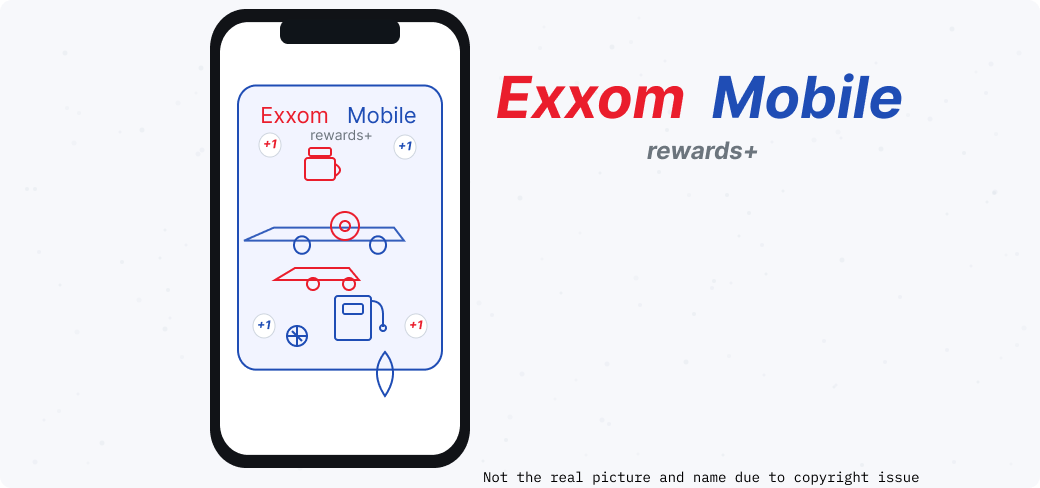 Exxom Mobile
rewards+
+1 +1
+1 +1
Exxom Mobile
rewards+
Not the real picture and name due to copyright issue